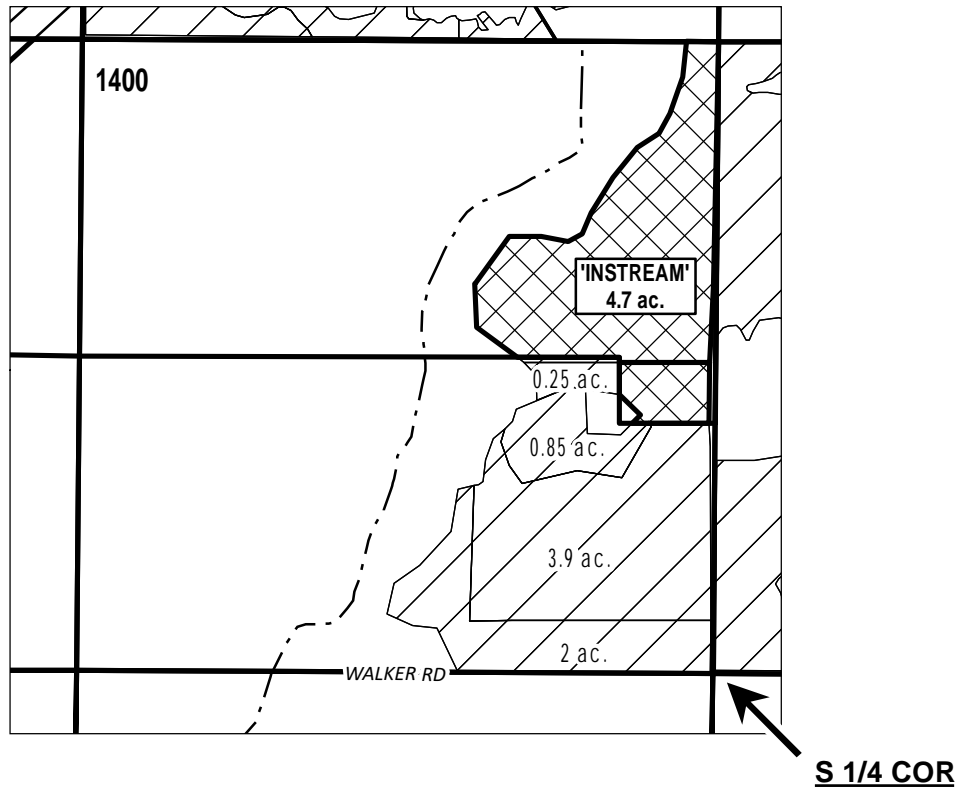 1400
'INSTREAM'
4.7 ac.
0.25 ac.
0.85 ac.
3.9 ac.
2 ac.
WALKER RD
S 1/4 COR